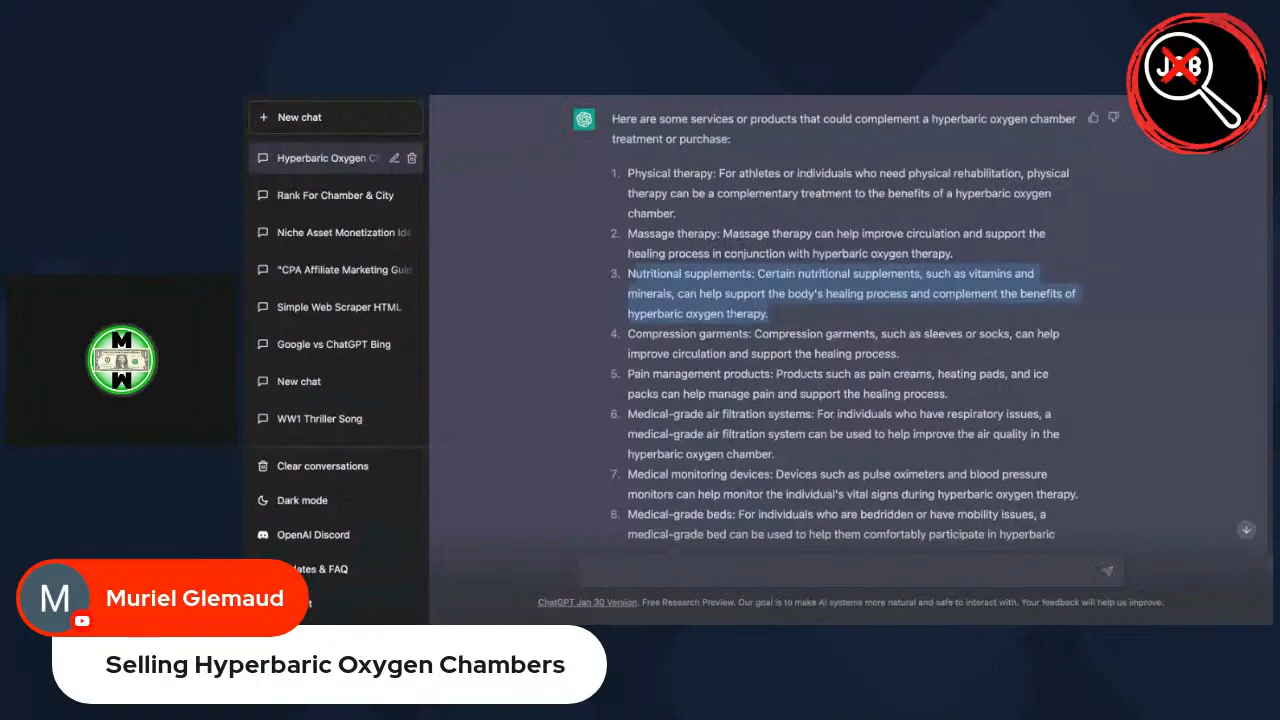 JOB
New chat
Hyperbaric Oxygen C
Rank For Chamber & City
Niche Asset Monetization Ide
"CPA Affiliate Marketing Guid
Simple Web Scraper HTML
Google vs ChatGPT Bing
New chat
WW1 Thriller Song
Clear conversations
Dark mode
OpenAI Discord
ates & FAQ
Here are some services or products that could complement a hyperbaric oxygen chamber
treatment or purchase:
1. Physical therapy: For athletes or individuals who need physical rehabilitation, physical
therapy can be a complementary treatment to the benefits of a hyperbaric oxygen
chamber.
2. Massage therapy: Massage therapy can help improve circulation and support the
healing process in conjunction with hyperbaric oxygen therapy.
3. Nutritional supplements: Certain nutritional supplements, such as vitamins and
minerals, can help support the body's healing process and complement the benefits of
hyperbaric oxygen therapy.
4. Compression garments: Compression garments, such as sleeves or socks, can help
improve circulation and support the healing process.
5. Pain management products: Products such as pain creams, heating pads, and ice
packs can help manage pain and support the healing process.
6. Medical-grade air filtration systems: For individuals who have respiratory issues, a
medical-grade air filtration system can be used to help improve the air quality in the
hyperbaric oxygen chamber.
7. Medical monitoring devices: Devices such as pulse oximeters and blood pressure
monitors can help monitor the individual's vital signs during hyperbaric oxygen therapy.
8. Medical-grade beds: For individuals who are bedridden or have mobility issues, a
medical-grade bed can be used to help them comfortably participate in hyperbaric
ChatGPT Jan 30 Version. Free Research Preview. Our goal is to make AI systems more natural and safe to interact with. Your feedback will help us improve.
M
M
M
Muriel Glemaud
Selling Hyperbaric Oxygen Chambers